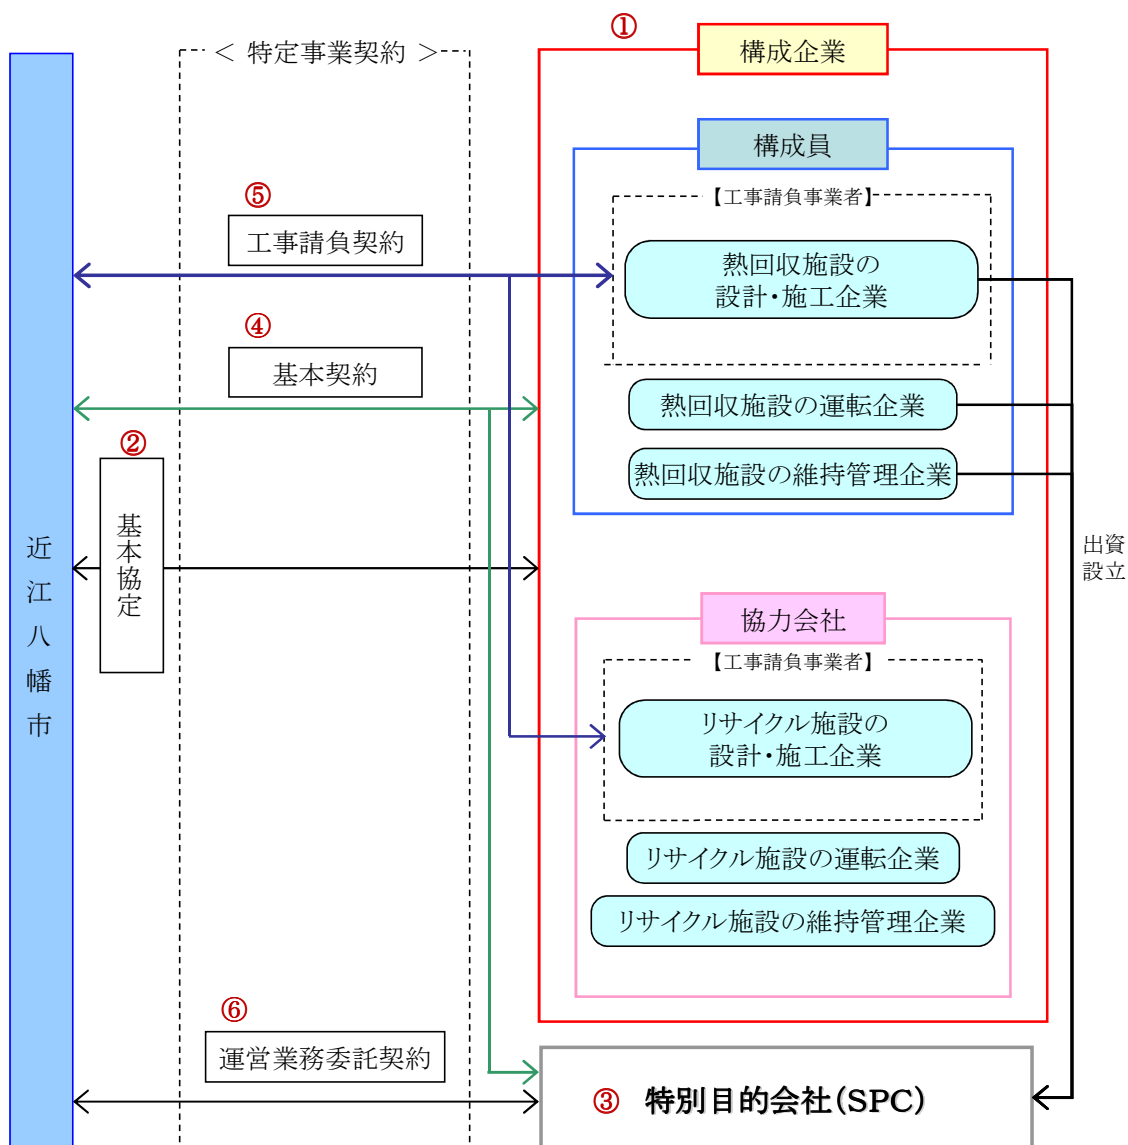 ①
構成企業
＜ 特定事業契約 ＞
構成員
【工事請負事業者】
⑤
工事請負契約
熱回収施設の
設計・施工企業
④
基本契約
熱回収施設の運転企業
②
熱回収施設の維持管理企業
基本協定
近江八幡市
出資
設立
協力会社
【工事請負事業者】
リサイクル施設の
設計・施工企業
リサイクル施設の運転企業
リサイクル施設の維持管理企業
⑥
運営業務委託契約
③ 特別目的会社(SPC)